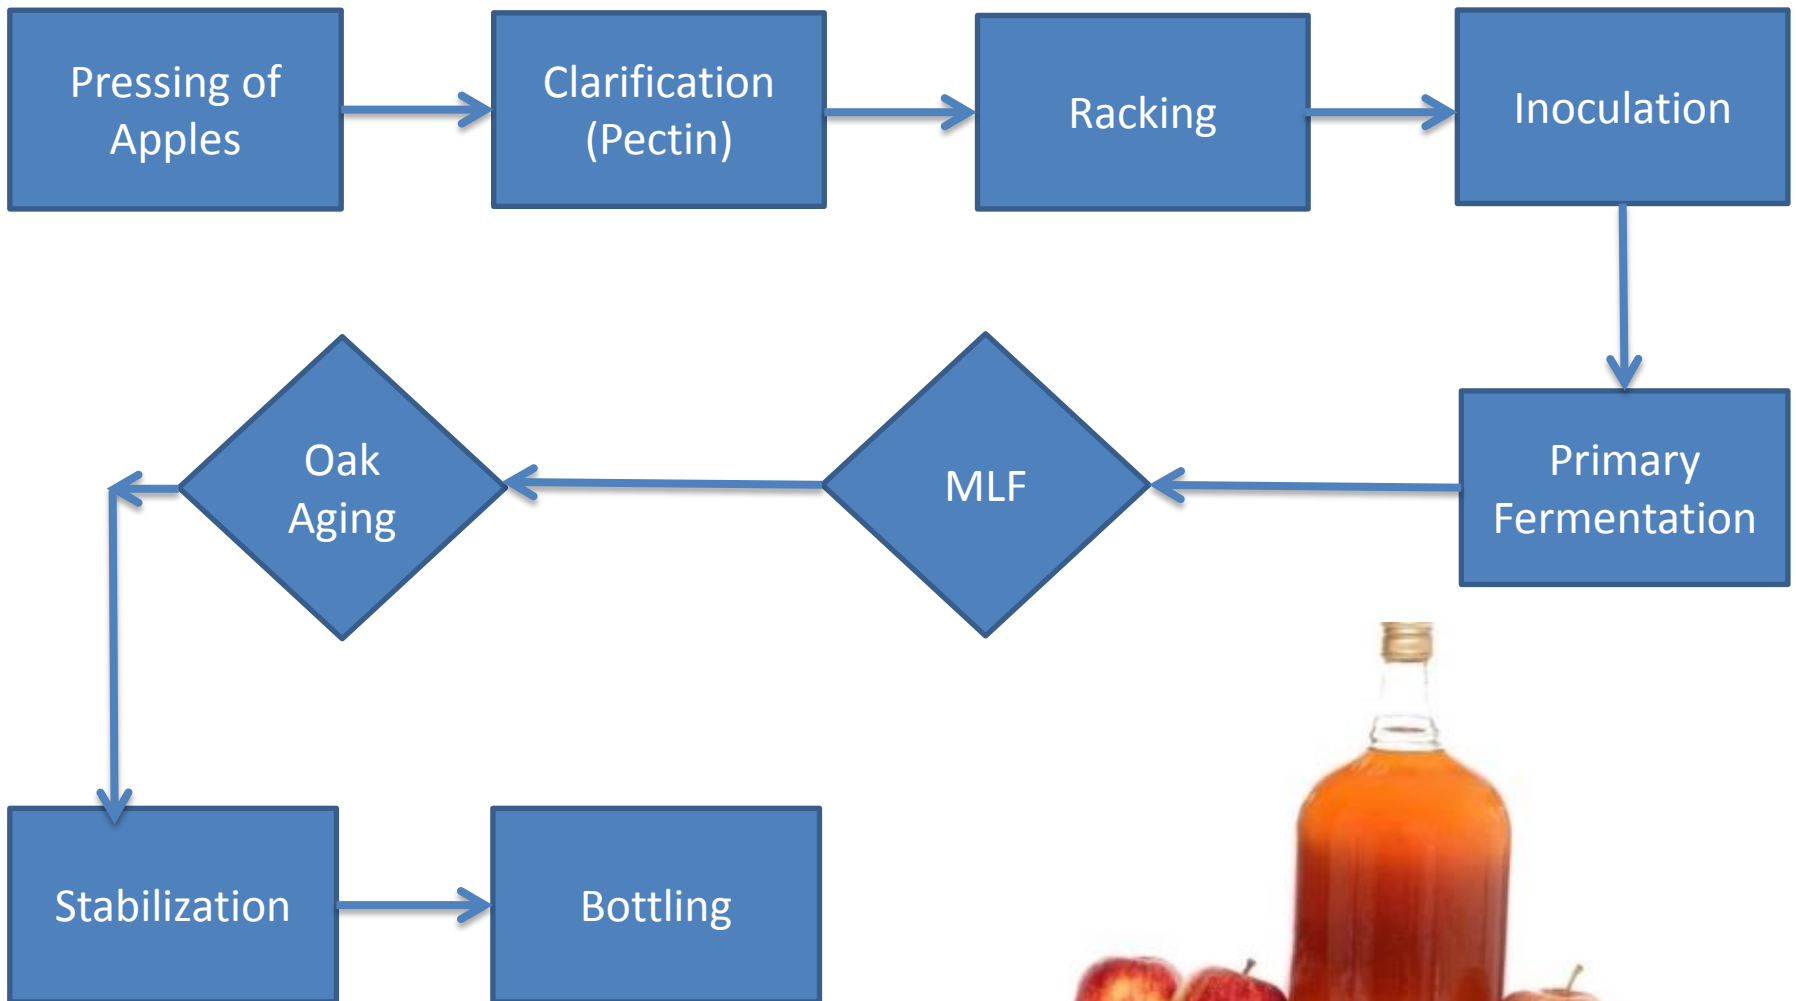 Pressing of
Apples
Clarification
(Pectin)
Racking
Inoculation
Primary
Fermentation
MLF
Oak
Aging
Stabilization
Bottling